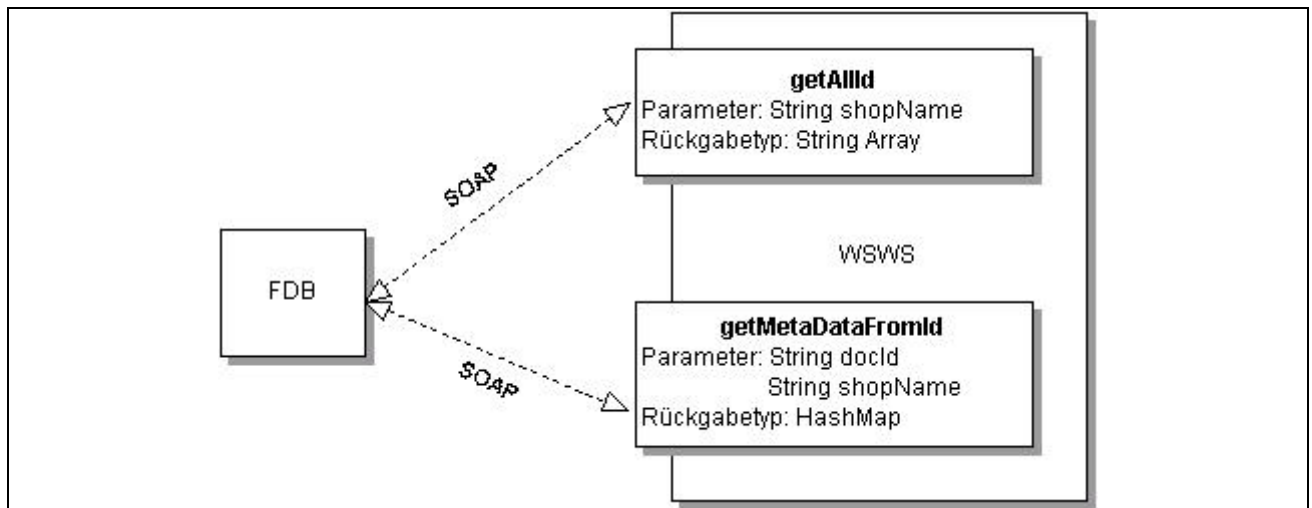 getAllId
Parameter: String shopName
Rückgabetyp: String Array
SOAP
WSWS
FDB
getMetaDataFromId
Parameter: String docId
String shopName
Rückgabetyp: HashMap
SOAP